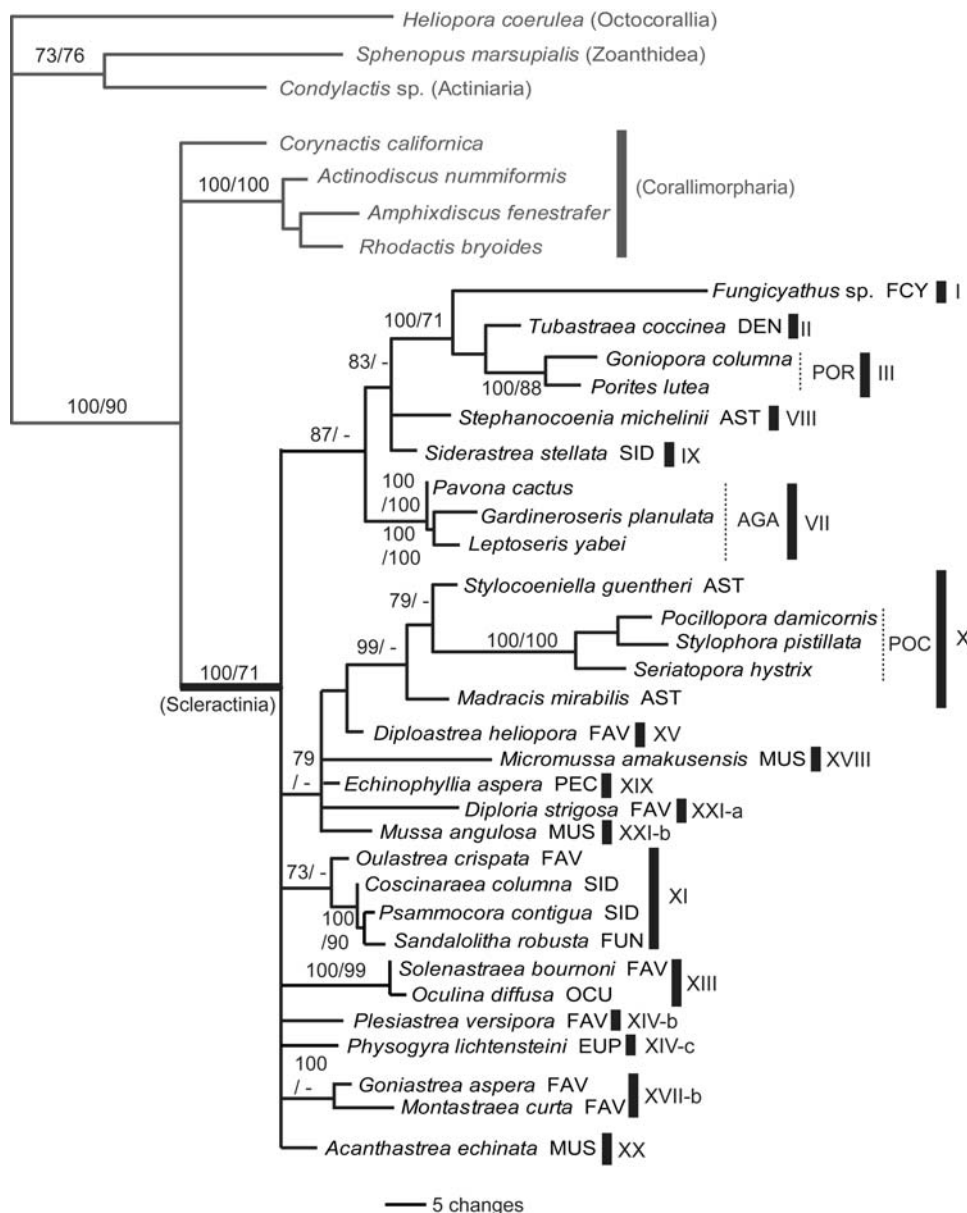 Heliopora coerulea (Octocorallia)
73/76
Sphenopus marsupialis (Zoanthidea)
Condylactis sp. (Actiniaria)
Corynactis californica
100/100
Actinodiscus nummiformis
(Corallimorpharia)
Amphixdiscus fenestrafer
Rhodactis bryoides
100/90
Fungicyathus sp. FCY I
100/71
Tubastraea coccinea DEN II
83/ -
Goniopora columna
POR III
100/88
Porites lutea
Stephanocoenia michelinii AST VIII
87/ -
Siderastrea stellata SID IX
100
/100
Pavona cactus
Gardineroseris planulata
AGA VII
100
/100
Leptoseris yabei
Stylocoeniella guentheri AST
79/ -
Pocillopora damicornis
99/ -
100/100
Stylophora pistillata
POC X
Seriatopora hystrix
100/71
(Scleractinia)
Madracis mirabilis AST
Diploastrea heliopora FAV XV
79
/ -
Micromussa amakusensis MUS XVIII
Echinophyllia aspera PEC XIX
Diploria strigosa FAV XXI-a
Mussa angulosa MUS XXI-b
Oulastrea crispata FAV
73/ -
Coscinaraea columna SID
XI
100
/90
Psammocora contigua SID
Sandalolitha robusta FUN
100/99
Solenastraea bournoni FAV
XIII
Oculina diffusa OCU
Plesiastrea versipora FAV XIV-b
Physogyra lichtensteini EUP XIV-c
100
/ -
Goniastrea aspera FAV
XVII-b
Montastraea curta FAV
Acanthastrea echinata MUS XX
5 changes